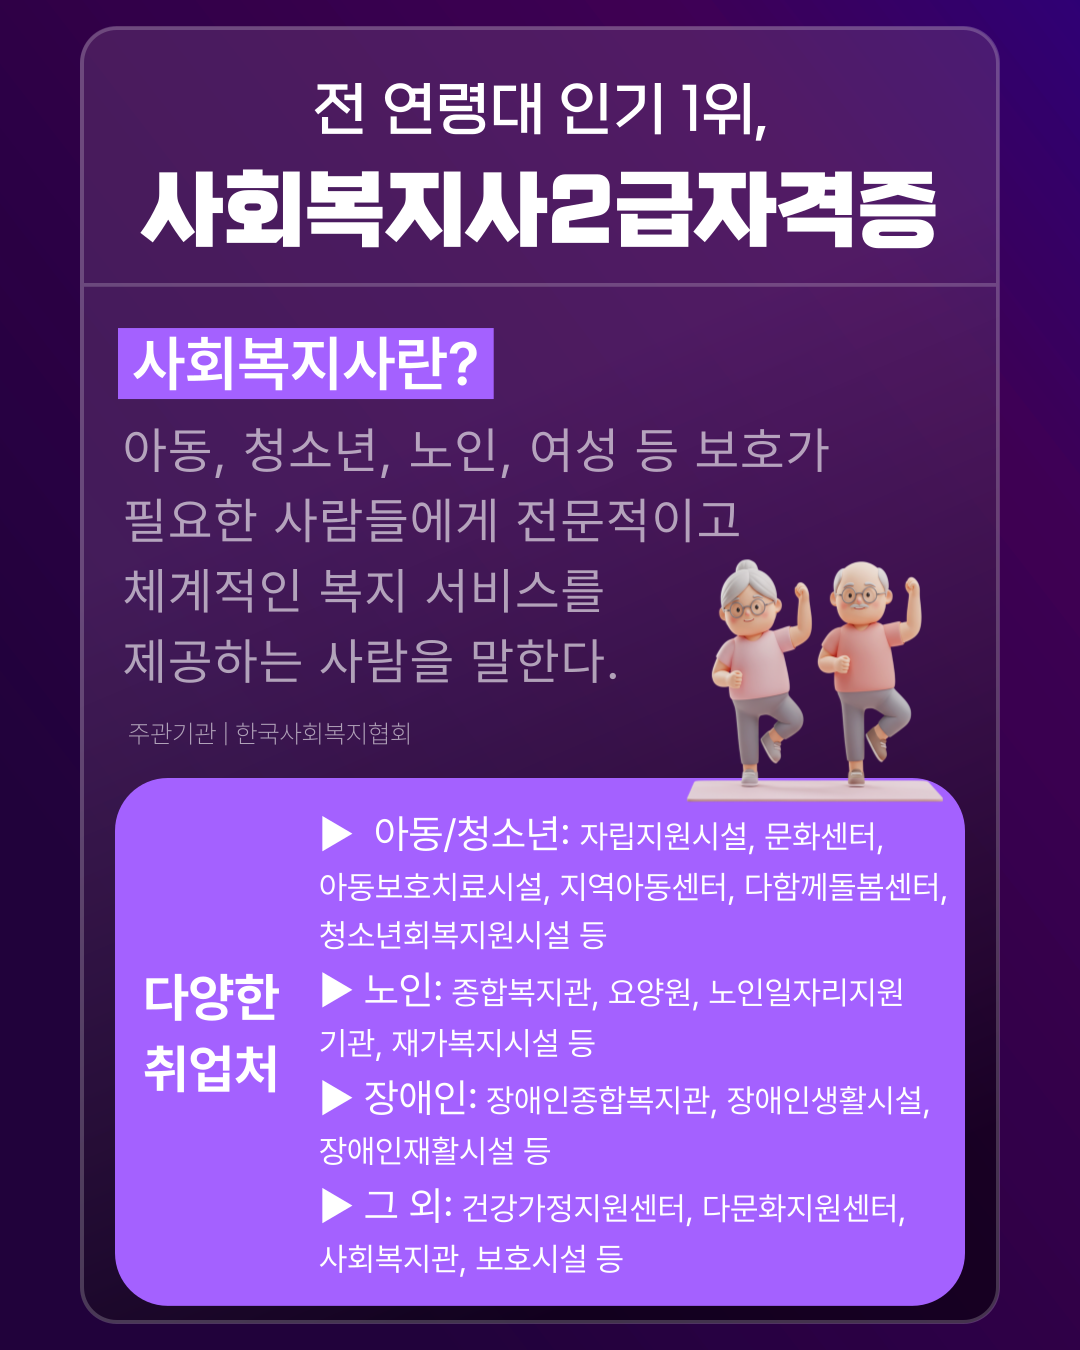 전 연령대 인기 1위,
사회복지사2급자격증
사회복지사란?
아동, 청소년, 노인, 여성 등 보호가
필요한 사람들에게 전문적이고
체계적인 복지 서비스를
제공하는 사람을 말한다.
주관기관 | 한국사회복지협회
다양한
취업처
▶ 아동/청소년: 자립지원시설, 문화센터,
아동보호치료시설, 지역아동센터, 다함께돌봄센터,
청소년회복지원시설 등
▶ 노인: 종합복지관, 요양원, 노인일자리지원
기관, 재가복지시설 등
▶ 장애인: 장애인종합복지관, 장애인생활시설,
장애인재활시설 등
▶ 그 외: 건강가정지원센터, 다문화지원센터,
사회복지관, 보호시설 등